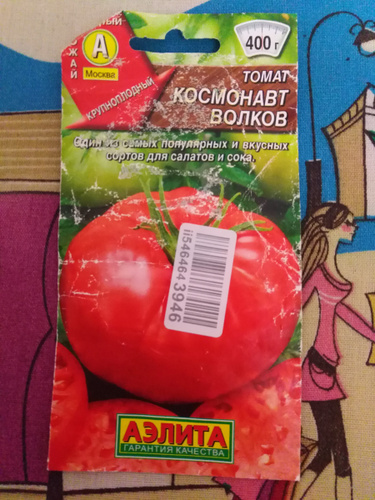 А
Москва
КРУПНОПЛОДНЫЙ
400 г
ТОМАТ
КОСМОНАВТ
ВОЛКОВ
Один из самых популярных и вкусных
сортов для салатов и сока.
3946
АЭЛИТА
ГАРАНТИЯ КАЧЕСТВА